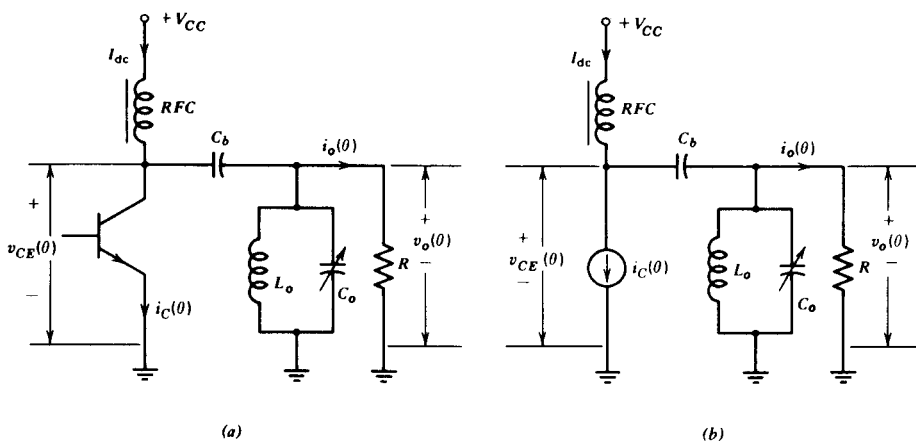 + V_CC
I_dc
RFC
C_b
i_o(θ)
+
v_CE(θ)
−
i_C(θ)
L_o
C_o
R
+
v_o(θ)
−
(a)
+ V_CC
I_dc
RFC
C_b
i_o(θ)
+
v_CE(θ)
−
i_C(θ)
L_o
C_o
R
+
v_o(θ)
−
(b)